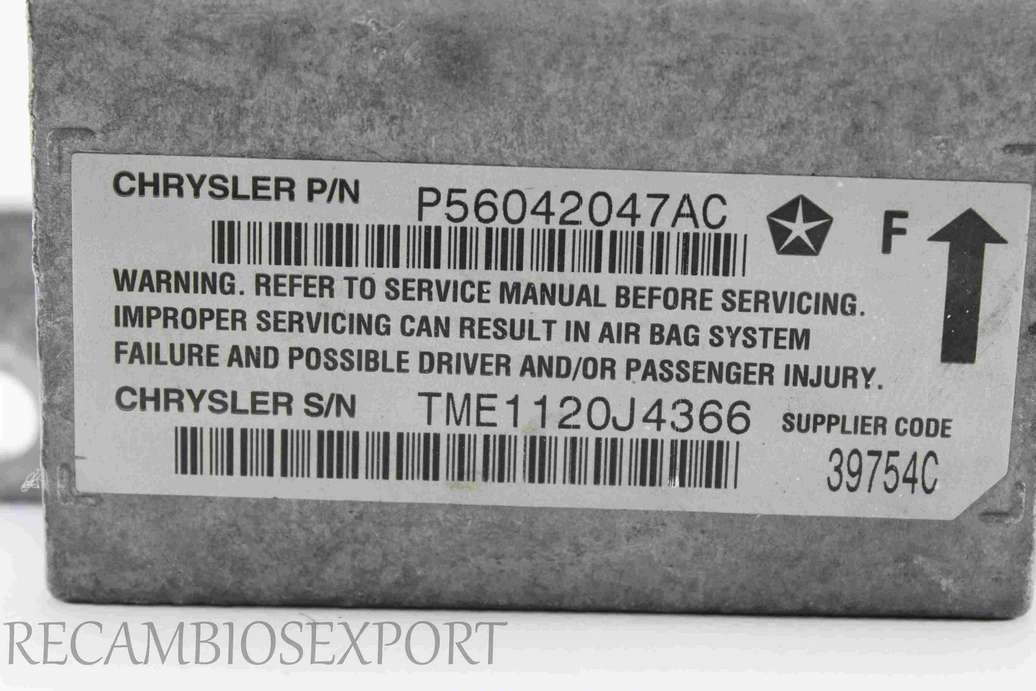 CHRYSLER P/N P56042047AC
F
WARNING. REFER TO SERVICE MANUAL BEFORE SERVICING.
IMPROPER SERVICING CAN RESULT IN AIR BAG SYSTEM
FAILURE AND POSSIBLE DRIVER AND/OR PASSENGER INJURY.
CHRYSLER S/N TME1120J4366 SUPPLIER CODE
39754C
RECAMBIOSEXPORT